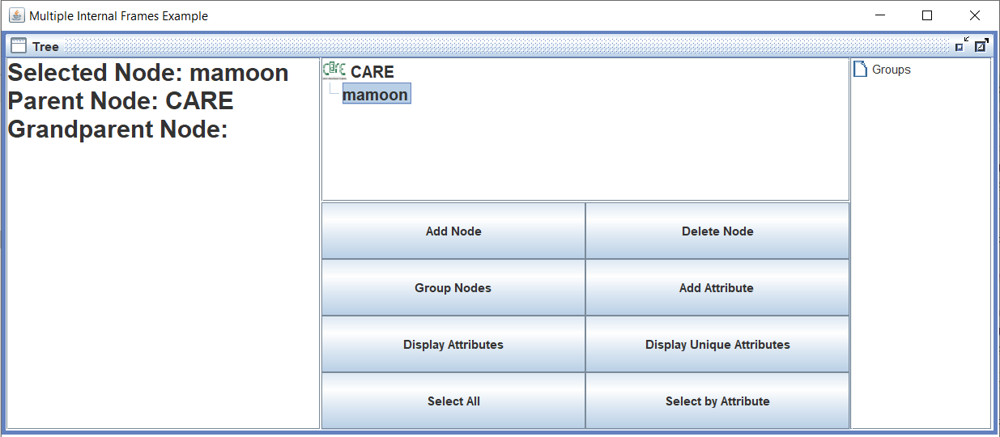 Multiple Internal Frames Example
Tree
Selected Node: mamoon
Parent Node: CARE
Grandparent Node:
CARE
mamoon
Groups
Add Node
Delete Node
Group Nodes
Add Attribute
Display Attributes
Display Unique Attributes
Select All
Select by Attribute